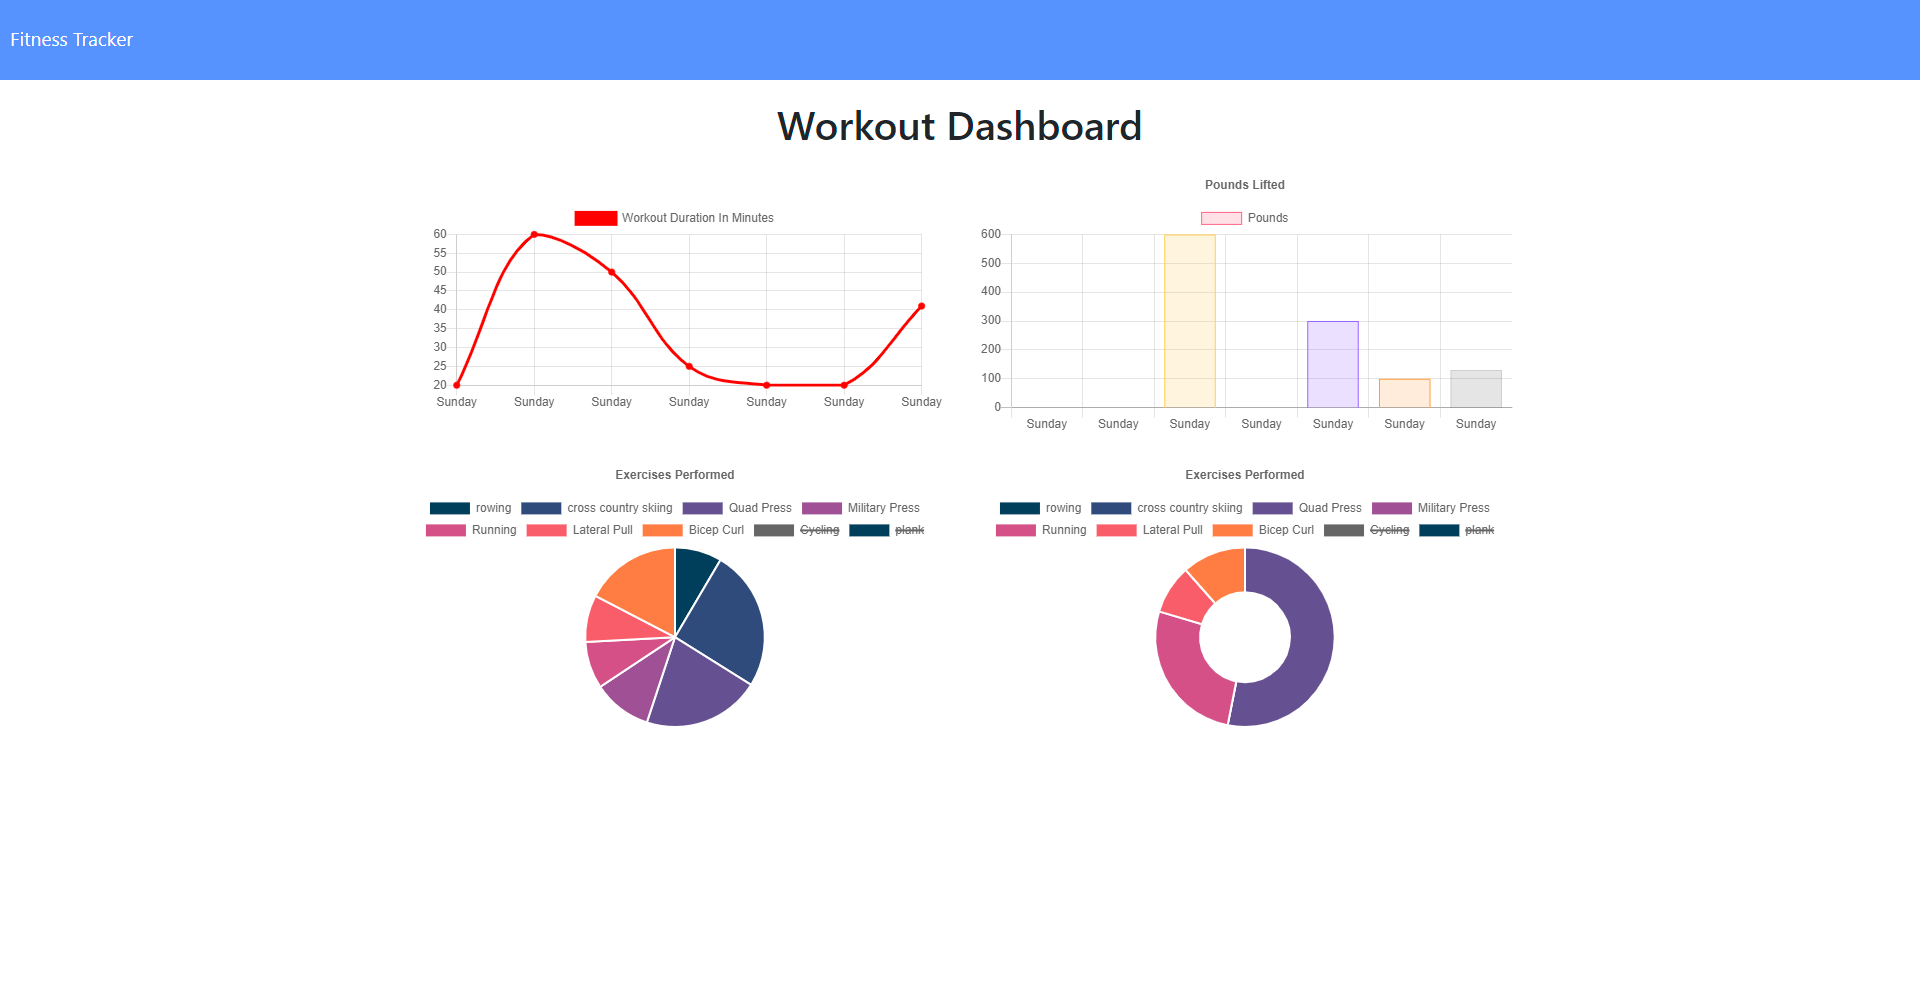 Fitness Tracker
Workout Dashboard
Workout Duration In Minutes
60
55
50
45
40
35
30
25
20
Sunday Sunday Sunday Sunday Sunday Sunday Sunday
Pounds Lifted
Pounds
600
500
400
300
200
100
0
Sunday Sunday Sunday Sunday Sunday Sunday Sunday
Exercises Performed
rowing cross country skiing Quad Press Military Press
Running Lateral Pull Bicep Curl Cycling plank
Exercises Performed
rowing cross country skiing Quad Press Military Press
Running Lateral Pull Bicep Curl Cycling plank